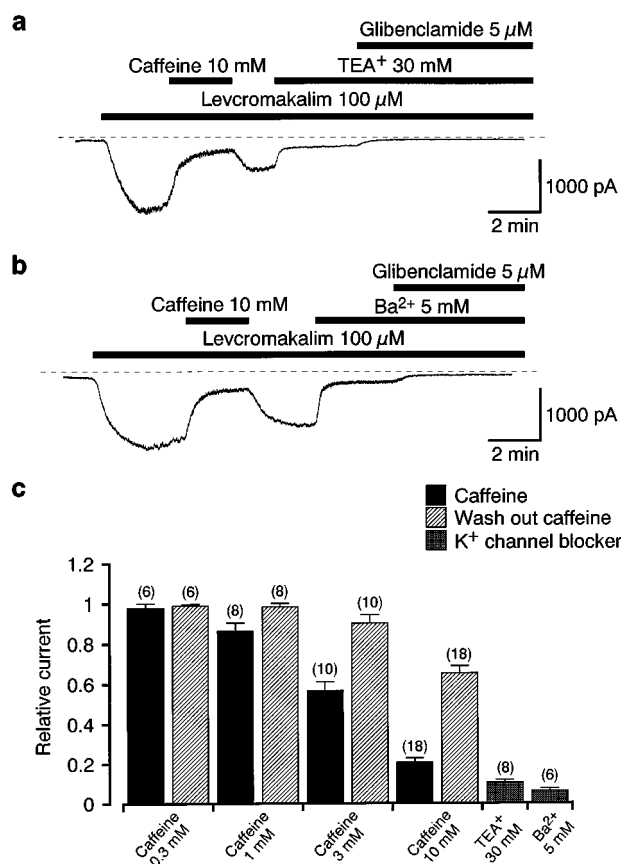 a
Glibenclamide 5 μM
Caffeine 10 mM
TEA⁺ 30 mM
Levcromakalim 100 μM
1000 pA
2 min
b
Glibenclamide 5 μM
Caffeine 10 mM
Ba²⁺ 5 mM
Levcromakalim 100 μM
1000 pA
2 min
c
Caffeine
Wash out caffeine
K⁺ channel blocker
Relative current
1.2
1
0.8
0.6
0.4
0.2
0
(6)
(6)
(8)
(8)
(10)
(10)
(18)
(18)
(8)
(6)
Caffeine
0.3 mM
Caffeine
1 mM
Caffeine
3 mM
Caffeine
10 mM
TEA⁺
30 mM
Ba²⁺
5 mM